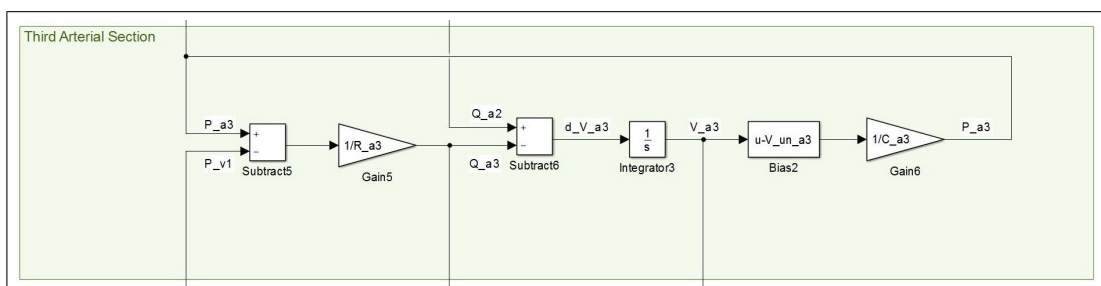 Third Arterial Section
P_a3
+
−
P_v1
Subtract5
1/R_a3
Gain5
Q_a2
Q_a3
+
−
Subtract6
d_V_a3
1
s
Integrator3
V_a3
u-V_un_a3
Bias2
1/C_a3
Gain6
P_a3